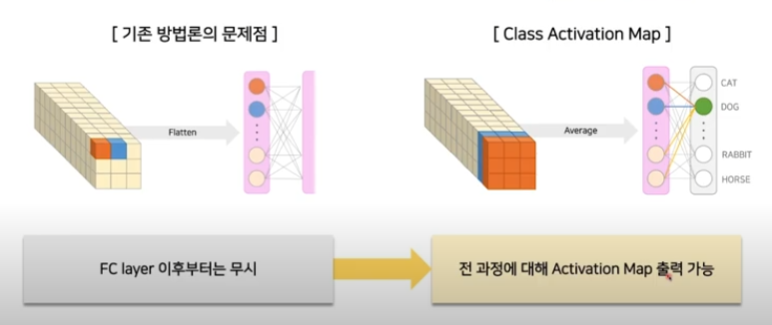 [ 기존 방법론의 문제점 ]
Flatten
FC layer 이후부터는 무시
[ Class Activation Map ]
Average
CAT
DOG
RABBIT
HORSE
전 과정에 대해 Activation Map 출력 가능